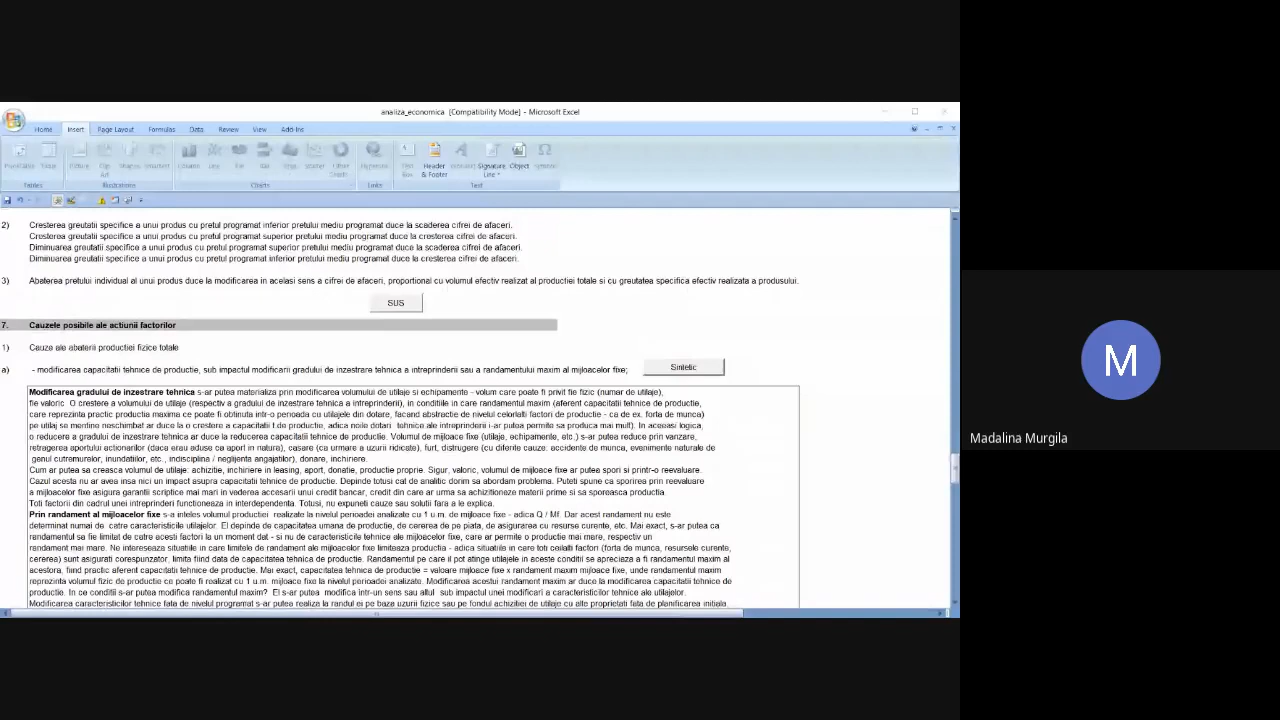 analiza_economica [Compatibility Mode] - Microsoft Excel
Home Insert Page Layout Formulas Data Review View Add-Ins
Header & Footer Signature Line Object
Tables Illustrations Charts Links Text
2) Cresterea greutatii specifice a unui produs cu pretul programat inferior pretului mediu programat duce la scaderea cifrei de afaceri.
Cresterea greutatii specifice a unui produs cu pretul programat superior pretului mediu programat duce la cresterea cifrei de afaceri.
Diminuarea greutatii specifice a unui produs cu pretul programat superior pretului mediu programat duce la scaderea cifrei de afaceri.
Diminuarea greutatii specifice a unui produs cu pretul programat inferior pretului mediu programat duce la cresterea cifrei de afaceri.
3) Abaterea pretului individual al unui produs duce la modificarea in acelasi sens a cifrei de afaceri, proportional cu volumul efectiv realizat al productiei totale si cu greutatea specifica efectiv realizata a produsului.
SUS
7. Cauzele posibile ale actiunii factorilor
1) Cauze ale abaterii productiei fizice totale
a) - modificarea capacitatii tehnice de productie, sub impactul modificarii gradului de inzestrare tehnica a intreprinderii sau a randamentului maxim al mijloacelor fixe;
Sintetic
Modificarea gradului de inzestrare tehnica s-ar putea materializa prin modificarea volumului de utilaje si echipamente - volum care poate fi privit fie fizic (numar de utilaje),
fie valoric. O crestere a volumului de utilaje (respectiv a gradului de inzestrare tehnica a intreprinderii), in conditiile in care randamentul maxim (aferent capacitatii tehnice de productie,
care reprezinta practic productia maxima ce poate fi obtinuta intr-o perioada cu utilajele din dotare, facand abstractie de nivelul celorlalti factori de productie - ca de ex. forta de munca)
pe utilaj se mentine neschimbat ar duce la o crestere a capacitatii t.de productie, adica noile dotari tehnice ale intreprinderii i-ar putea permite sa produca mai mult). In aceeasi logica,
o reducere a gradului de inzestrare tehnica ar duce la reducerea capacitatii tehnice de productie. Volumul de mijloace fixe (utilaje, echipamente, etc.) s-ar putea reduce prin vanzare,
retragerea aportului actionarilor (daca erau aduse ca aport in natura), casare (ca urmare a uzurii ridicate), furt, distrugere (cu diferite cauze: accidente de munca, evenimente naturale de
genul cutremurelor, inundatiilor, etc., indisciplina / neglijenta angajatilor), donare, inchiriere.
Cum ar putea sa creasca volumul de utilaje: achizitie, inchiriere in leasing, aport, donatie, productie proprie. Sigur, valoric, volumul de mijloace fixe ar putea spori si printr-o reevaluare.
Cazul acesta nu ar avea insa nici un impact asupra capacitatii tehnice de productie. Depinde totusi cat de analitic dorim sa abordam problema. Puteti spune ca sporirea prin reevaluare
a mijloacelor fixe asigura garantii scriptice mai mari in vederea accesarii unui credit bancar, credit din care ar urma sa achizitioneze materii prime si sa sporeasca productia.
Toti factorii din cadrul unei intreprinderi functioneaza in interdependenta. Totusi, nu expuneti cauze sau solutii fara a le explica.
Prin randament al mijloacelor fixe s-a inteles volumul productiei realizate la nivelul perioadei analizate cu 1 u.m. de mijloace fixe - adica Q / Mf. Dar acest randament nu este
determinat numai de catre caracteristicile utilajelor. El depinde de capacitatea umana de productie, de cererea de pe piata, de asigurarea cu resurse curente, etc. Mai exact, s-ar putea ca
randamentul sa fie limitat de catre acesti factori la un moment dat - si nu de caracteristicile tehnice ale mijloacelor fixe, care ar permite o productie mai mare, respectiv un
randament mai mare. Ne intereseaza situatiile in care limitele de randament ale mijloacelor fixe limiteaza productia - adica situatiile in care toti ceilalti factori (forta de munca, resursele curente,
cererea) sunt asigurati corespunzator, limita fiind data de capacitatea tehnica de productie. Randamentul pe care il pot atinge utilajele in aceste conditii se apreciaza a fi randamentul maxim al
acestora, fiind practic aferent capacitatii tehnice de productie. Mai exact, capacitatea tehnica de productie = valoare mijloace fixe x randament maxim mijloace fixe, unde randamentul maxim
reprezinta volumul fizic de productie ce poate fi realizat cu 1 u.m. mijloace fixe la nivelul perioadei analizate. Modificarea acestui randament maxim ar duce la modificarea capacitatii tehnice de
productie. In ce conditii s-ar putea modifica randamentul maxim? El s-ar putea modifica intr-un sens sau altul sub impactul unei modificari a caracteristicilor tehnice ale utilajelor.
Modificarea caracteristicilor tehnice fata de nivelul programat s-ar putea realiza la randul ei pe baza uzurii fizice sau pe fondul achizitiei de utilaje cu alte proprietati fata de planificarea initiala.
M
Madalina Murgila